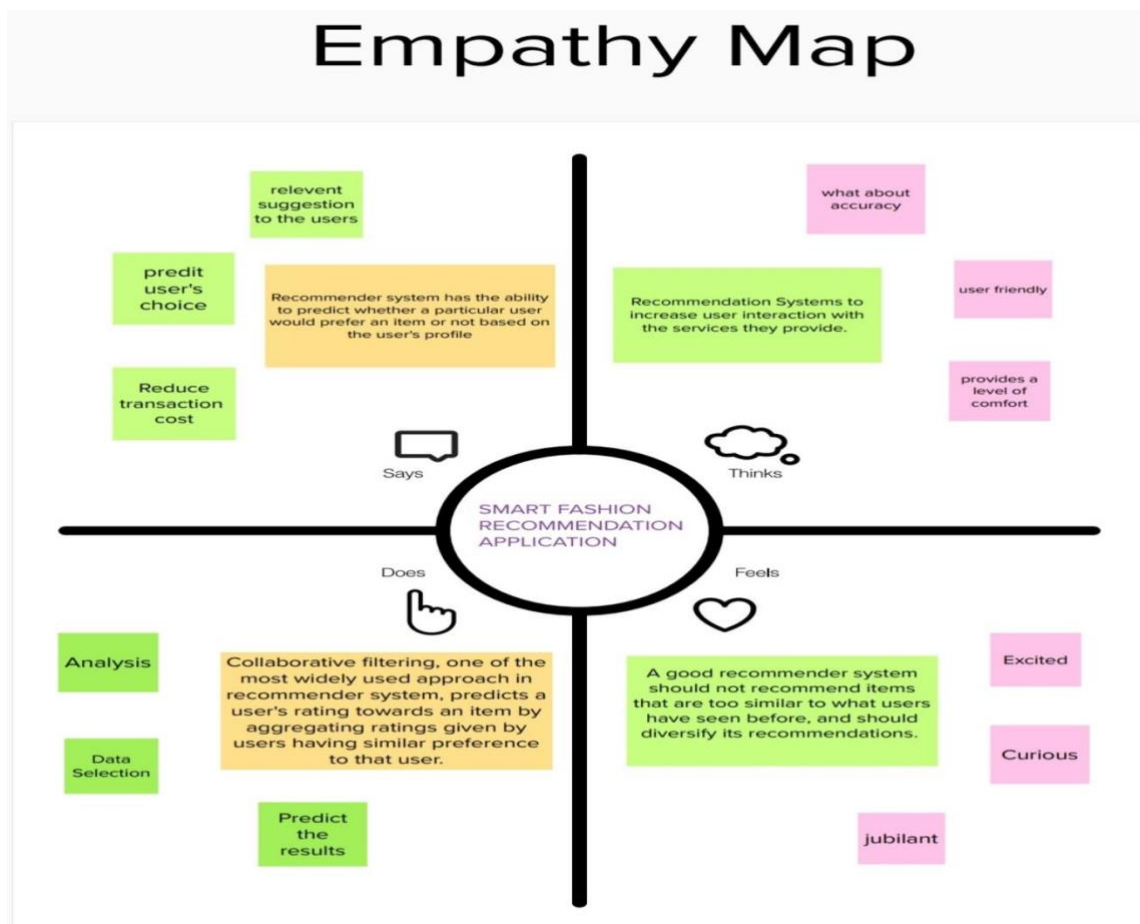 Empathy Map
relevent
suggestion
to the users
predit
user's
choice
Recommender system has the ability
to predict whether a particular user
would prefer an item or not based on
the user's profile
Reduce
transaction
cost
Says
what about
accuracy
Recommendation Systems to
increase user interaction with
the services they provide.
user friendly
provides a
level of
comfort
Thinks
SMART FASHION
RECOMMENDATION
APPLICATION
Does
Analysis
Collaborative filtering, one of the
most widely used approach in
recommender system, predicts a
user's rating towards an item by
aggregating ratings given by
users having similar preference
to that user.
Data
Selection
Predict
the
results
Feels
A good recommender system
should not recommend items
that are too similar to what users
have seen before, and should
diversify its recommendations.
Excited
Curious
jubilant